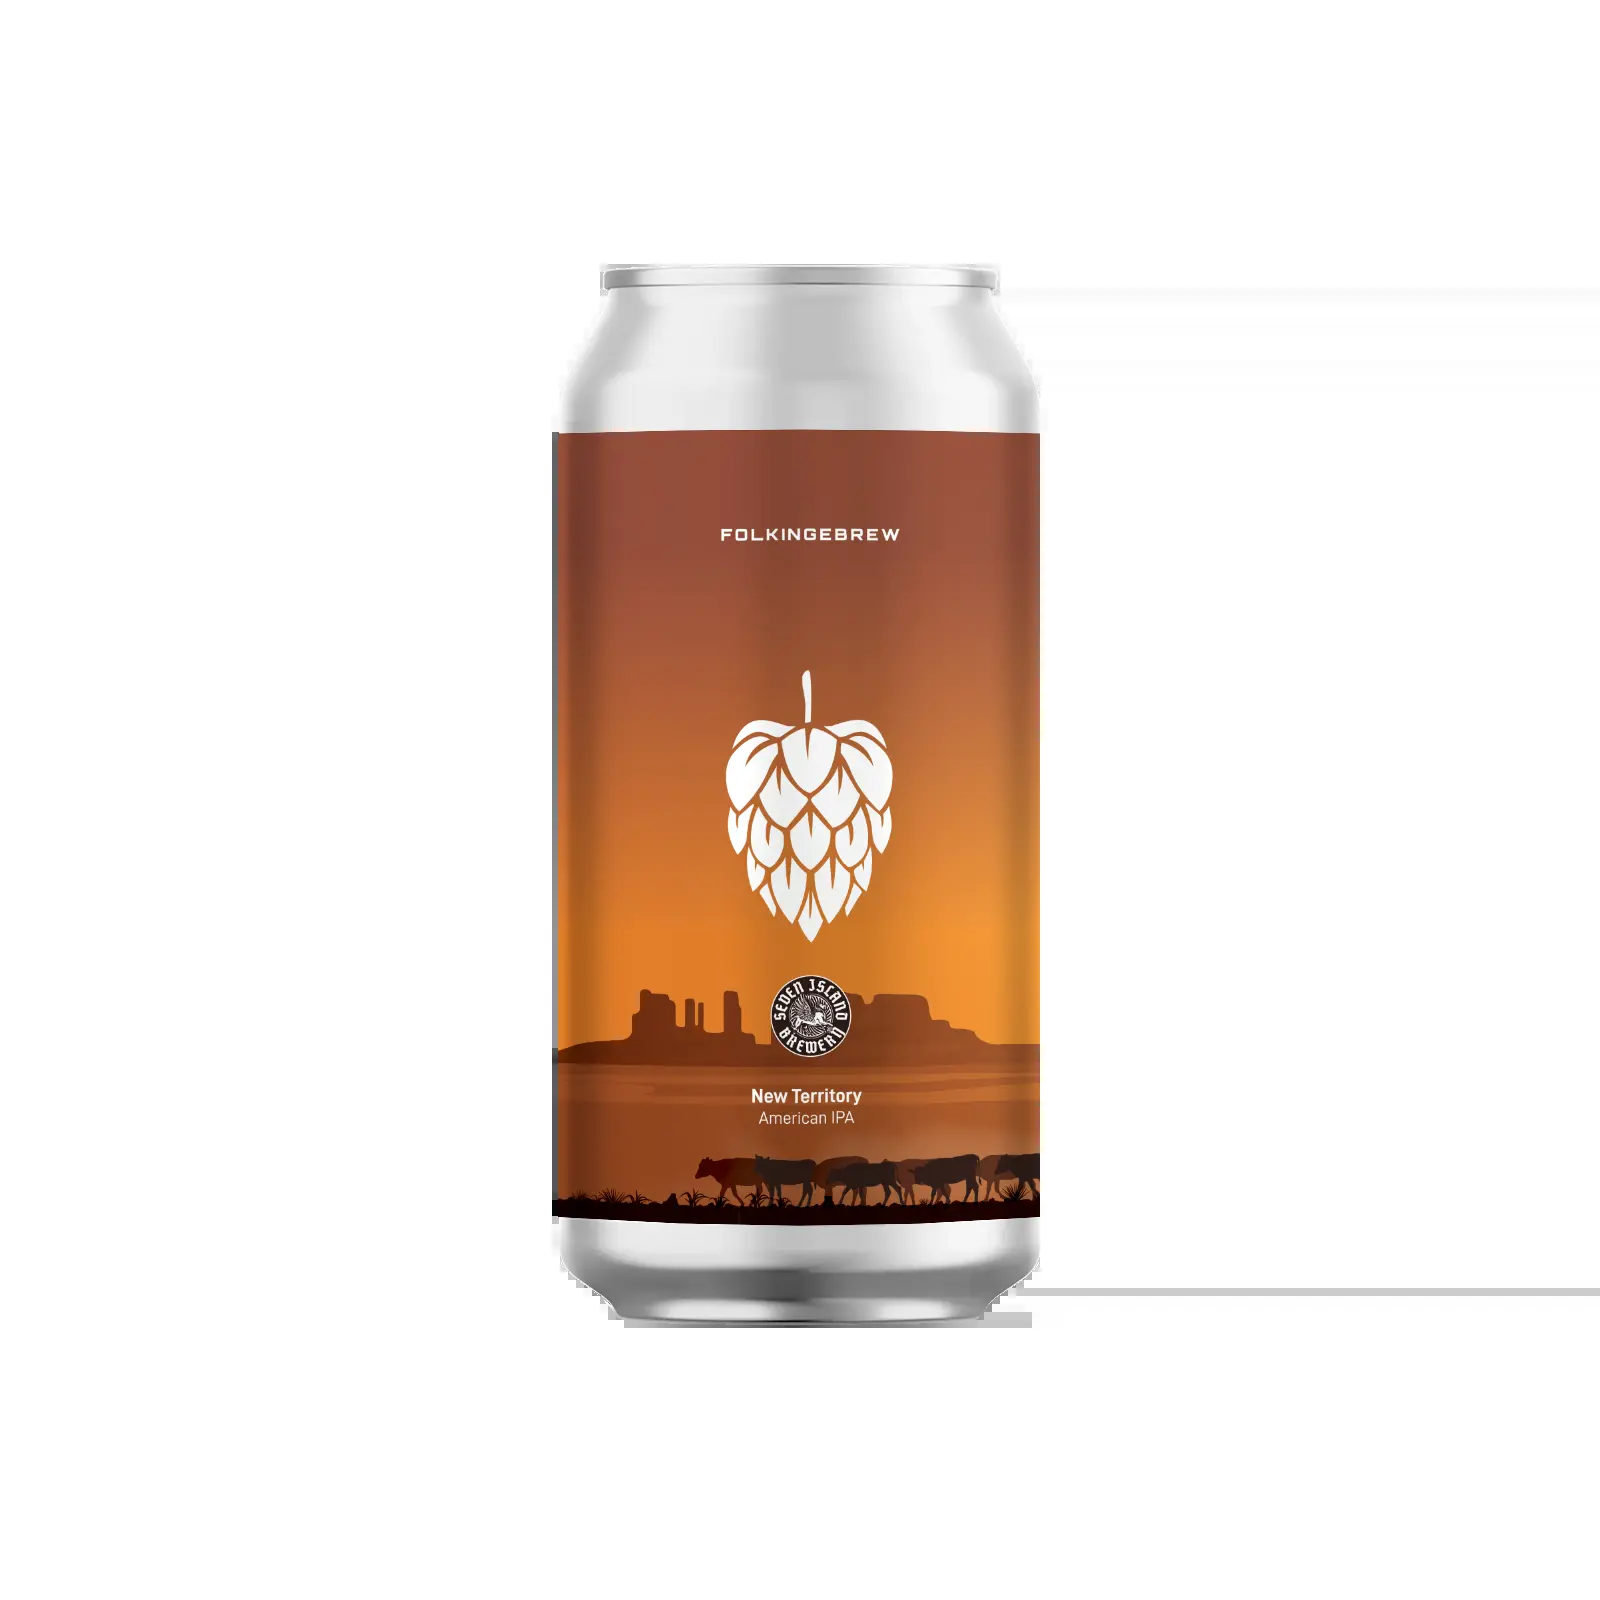 FOLKINGEBREW
SEVEN ISLAND
BREWERY
New Territory
American IPA